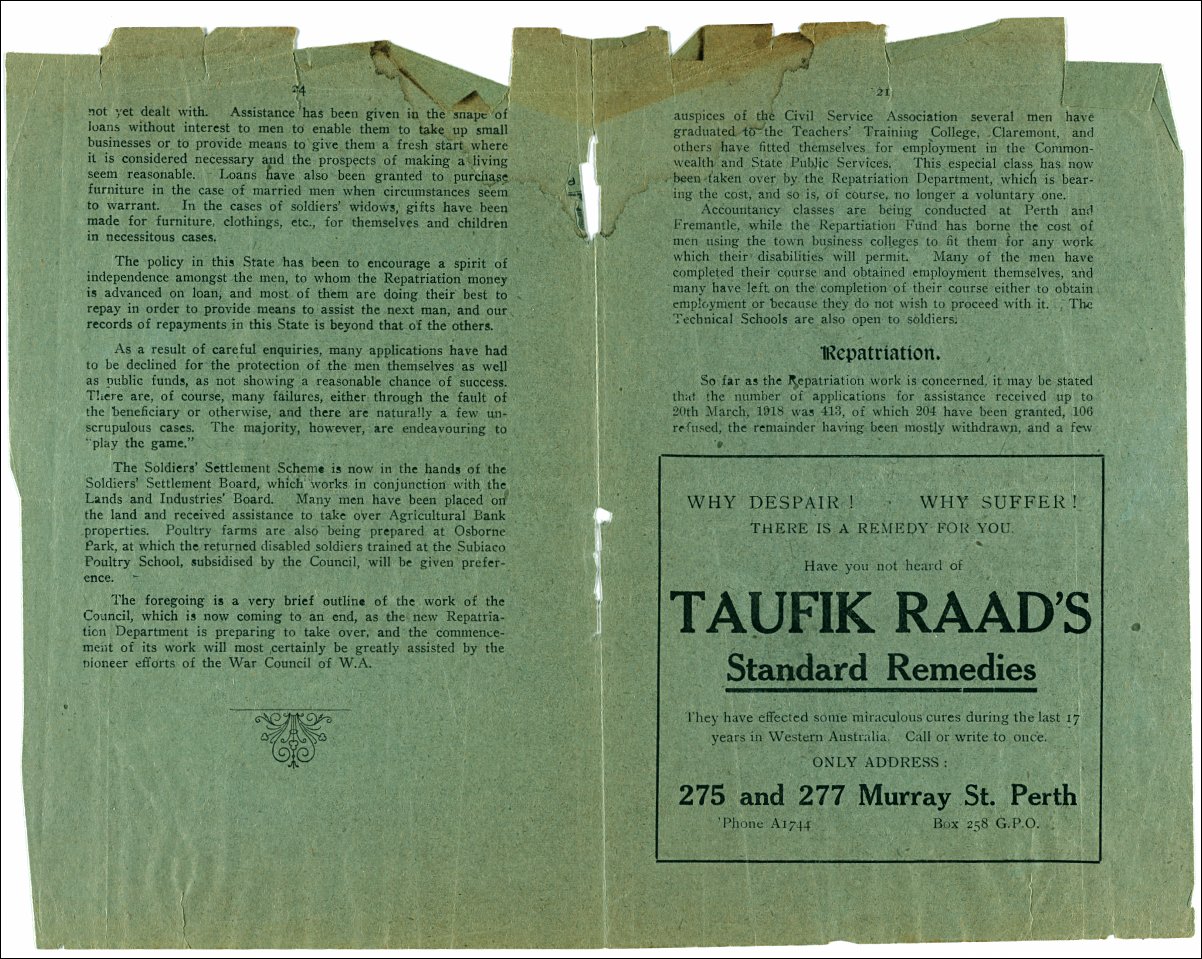 24
not yet dealt with. Assistance has been given in the shape of
loans without interest to men to enable them to take up small
businesses or to provide means to give them a fresh start where
it is considered necessary and the prospects of making a living
seem reasonable. Loans have also been granted to purchase
furniture in the case of married men when circumstances seem
to warrant. In the cases of soldiers' widows, gifts have been
made for furniture, clothings, etc., for themselves and children
in necessitous cases.
The policy in this State has been to encourage a spirit of
independence amongst the men, to whom the Repatriation money
is advanced on loan, and most of them are doing their best to
repay in order to provide means to assist the next man, and our
records of repayments in this State is beyond that of the others.
As a result of careful enquiries, many applications have had
to be declined for the protection of the men themselves as well
as public funds, as not showing a reasonable chance of success.
There are, of course, many failures, either through the fault of
the beneficiary or otherwise, and there are naturally a few un-
scrupulous cases. The majority, however, are endeavouring to
"play the game."
The Soldiers' Settlement Scheme is now in the hands of the
Soldiers' Settlement Board, which works in conjunction with the
Lands and Industries' Board. Many men have been placed on
the land and received assistance to take over Agricultural Bank
properties. Poultry farms are also being prepared at Osborne
Park, at which the returned disabled soldiers trained at the Subiaco
Poultry School, subsidised by the Council, will be given prefer-
ence.
The foregoing is a very brief outline of the work of the
Council, which is now coming to an end, as the new Repatria-
tion Department is preparing to take over, and the commence-
ment of its work will most certainly be greatly assisted by the
pioneer efforts of the War Council of W.A.
21
auspices of the Civil Service Association several men have
graduated to the Teachers' Training College, Claremont, and
others have fitted themselves for employment in the Common-
wealth and State Public Services. This especial class has now
been taken over by the Repatriation Department, which is bear-
ing the cost, and so is, of course, no longer a voluntary one.
Accountancy classes are being conducted at Perth and
Fremantle, while the Repartiation Fund has borne the cost of
men using the town business colleges to fit them for any work
which their disabilities will permit. Many of the men have
completed their course and obtained employment themselves, and
many have left on the completion of their course either to obtain
employment or because they do not wish to proceed with it. The
Technical Schools are also open to soldiers.
Repatriation.
So far as the Repatriation work is concerned, it may be stated
that the number of applications for assistance received up to
20th March, 1918 was 413, of which 204 have been granted, 106
refused, the remainder having been mostly withdrawn, and a few
WHY DESPAIR! WHY SUFFER!
THERE IS A REMEDY FOR YOU.
Have you not heard of
TAUFIK RAAD'S
Standard Remedies
They have effected some miraculous cures during the last 17
years in Western Australia. Call or write to once.
ONLY ADDRESS:
275 and 277 Murray St. Perth
'Phone A1744 Box 258 G.P.O.